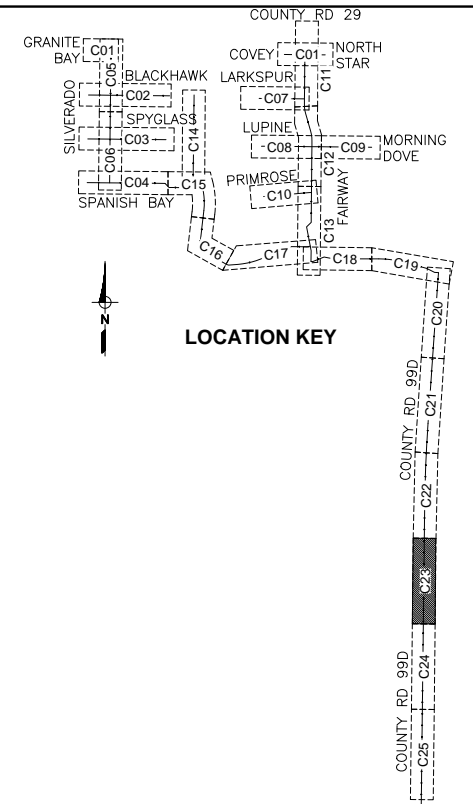 COUNTY RD 29
GRANITE BAY
C01
COVEY
C01
NORTH STAR
C05
BLACKHAWK
LARKSPUR
C11
SILVERADO
C02
C07
SPYGLASS
C14
LUPINE
C03
C08
C09
MORNING DOVE
C06
C12
PRIMROSE
C04
C15
C10
FAIRWAY
SPANISH BAY
C13
C16
C17
C18
C19
C20
N
LOCATION KEY
COUNTY RD 99D
C21
C22
C23
COUNTY RD 99D
C24
C25